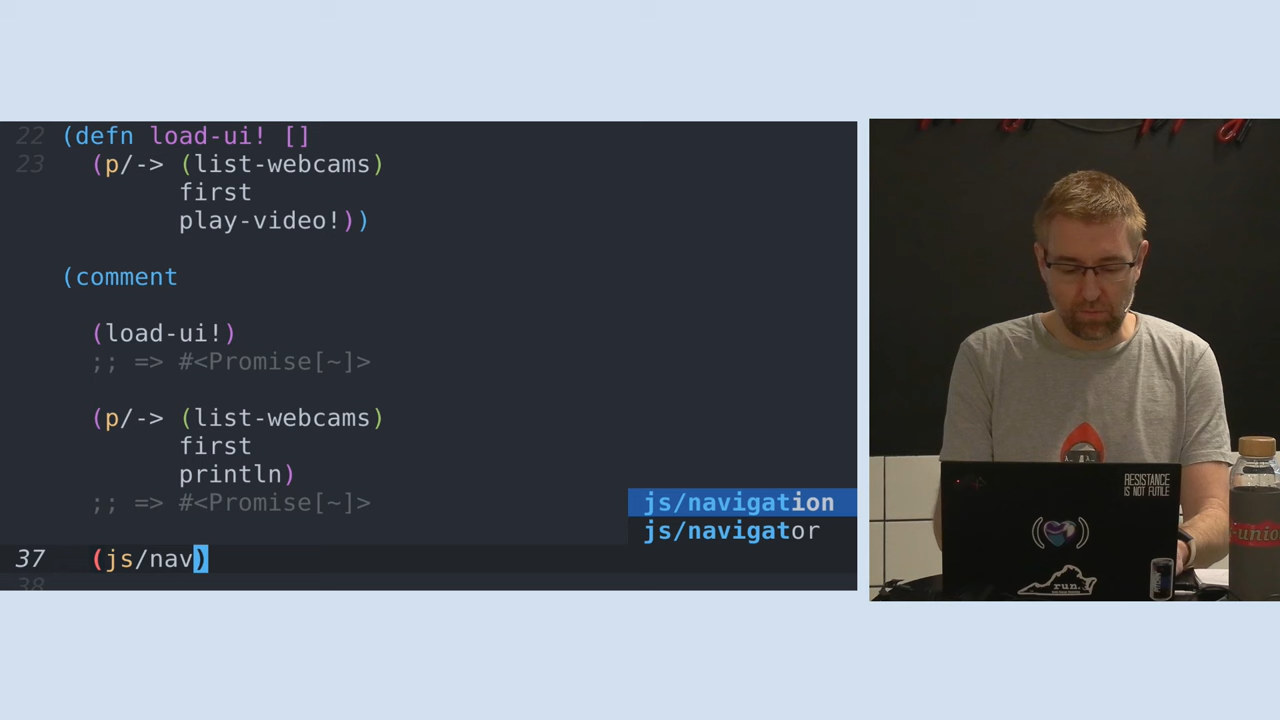 22 (defn load-ui! []
23 (p/-> (list-webcams)
first
play-video!))
(comment
(load-ui!)
;; => #<Promise[~]>
(p/-> (list-webcams)
first
println)
;; => #<Promise[~]>
js/navigation
js/navigator
37 (js/nav)
38
RESISTANCE
IS NOT FUTILE
run.